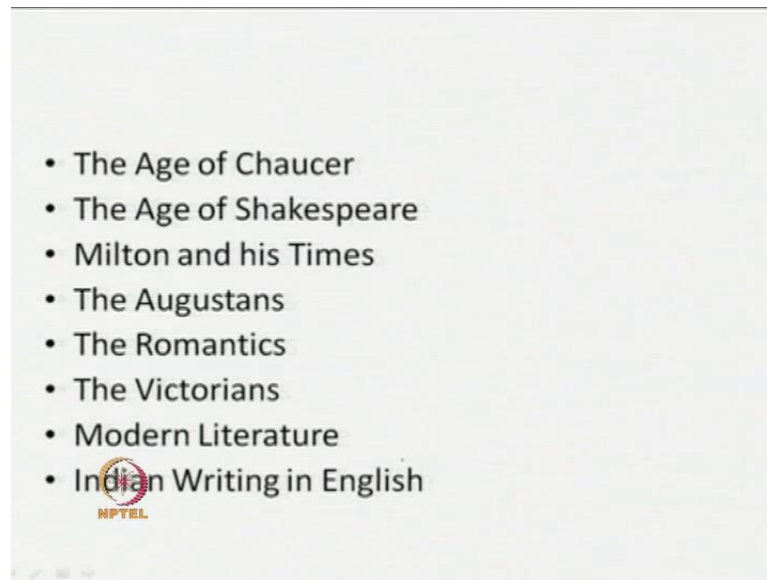 • The Age of Chaucer
• The Age of Shakespeare
• Milton and his Times
• The Augustans
• The Romantics
• The Victorians
• Modern Literature
• Indian Writing in English
NPTEL